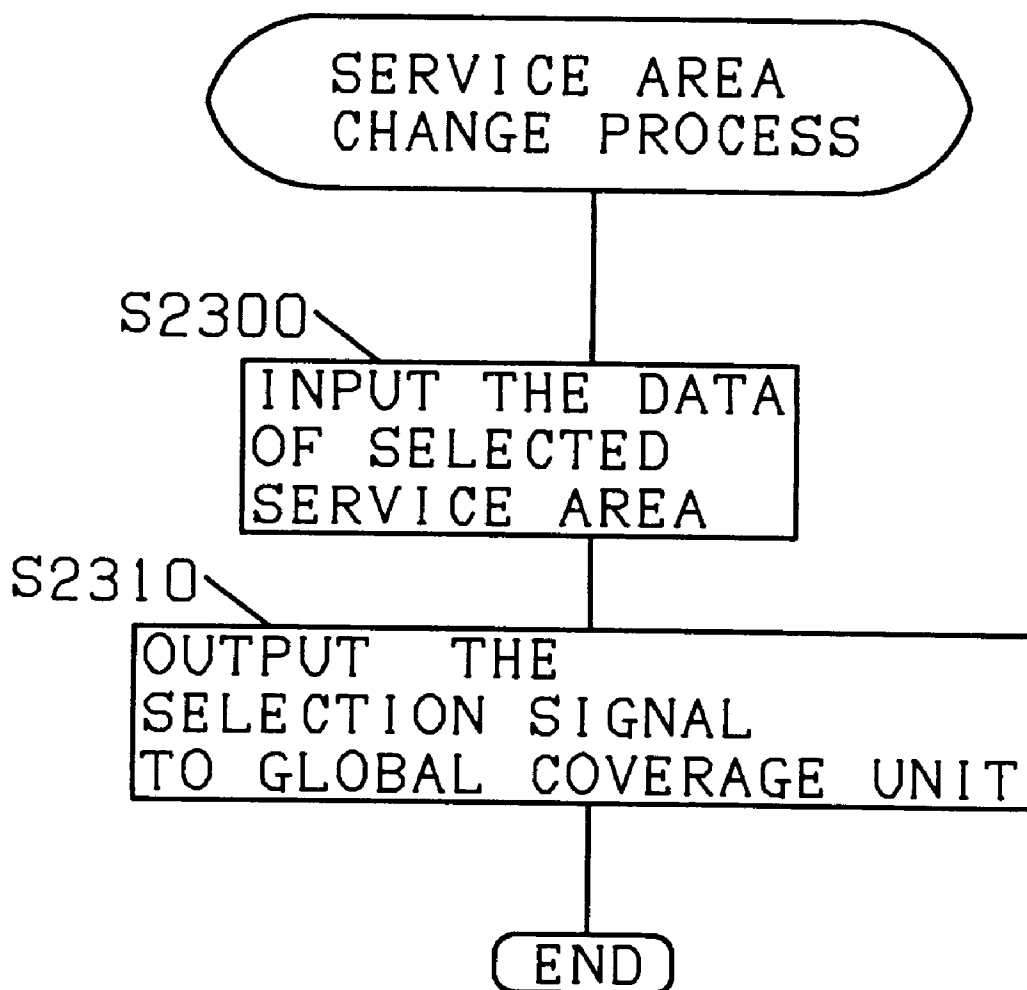 SERVICE AREA
CHANGE PROCESS
S2300
INPUT THE DATA
OF SELECTED
SERVICE AREA
S2310
OUTPUT THE
SELECTION SIGNAL
TO GLOBAL COVERAGE UNIT
END